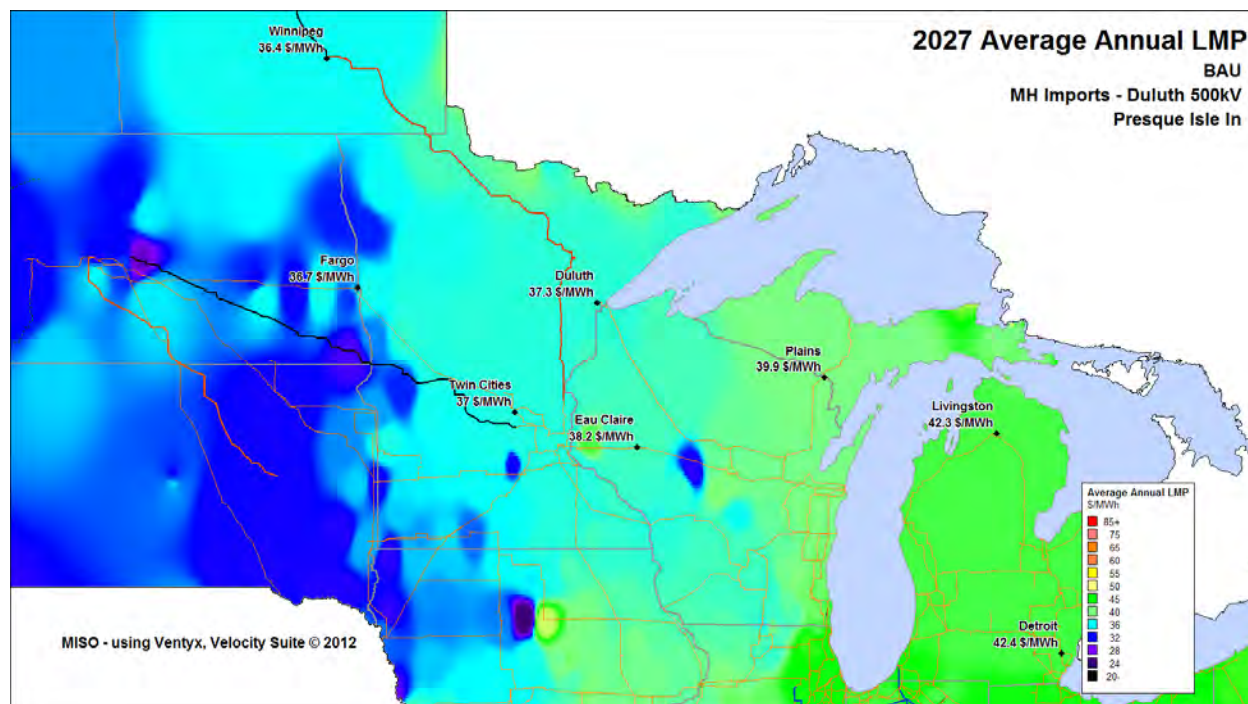 2027 Average Annual LMP
BAU
MH Imports - Duluth 500kV
Presque Isle In
Winnipeg
36.4 $/MWh
Fargo
36.7 $/MWh
Duluth
37.3 $/MWh
Plains
39.9 $/MWh
Twin Cities
37 $/MWh
Eau Claire
38.2 $/MWh
Livingston
42.3 $/MWh
Average Annual LMP
$/MWh
85+
75
65
60
55
50
45
40
36
32
28
24
20-
Detroit
42.4 $/MWh
MISO - using Ventyx, Velocity Suite © 2012